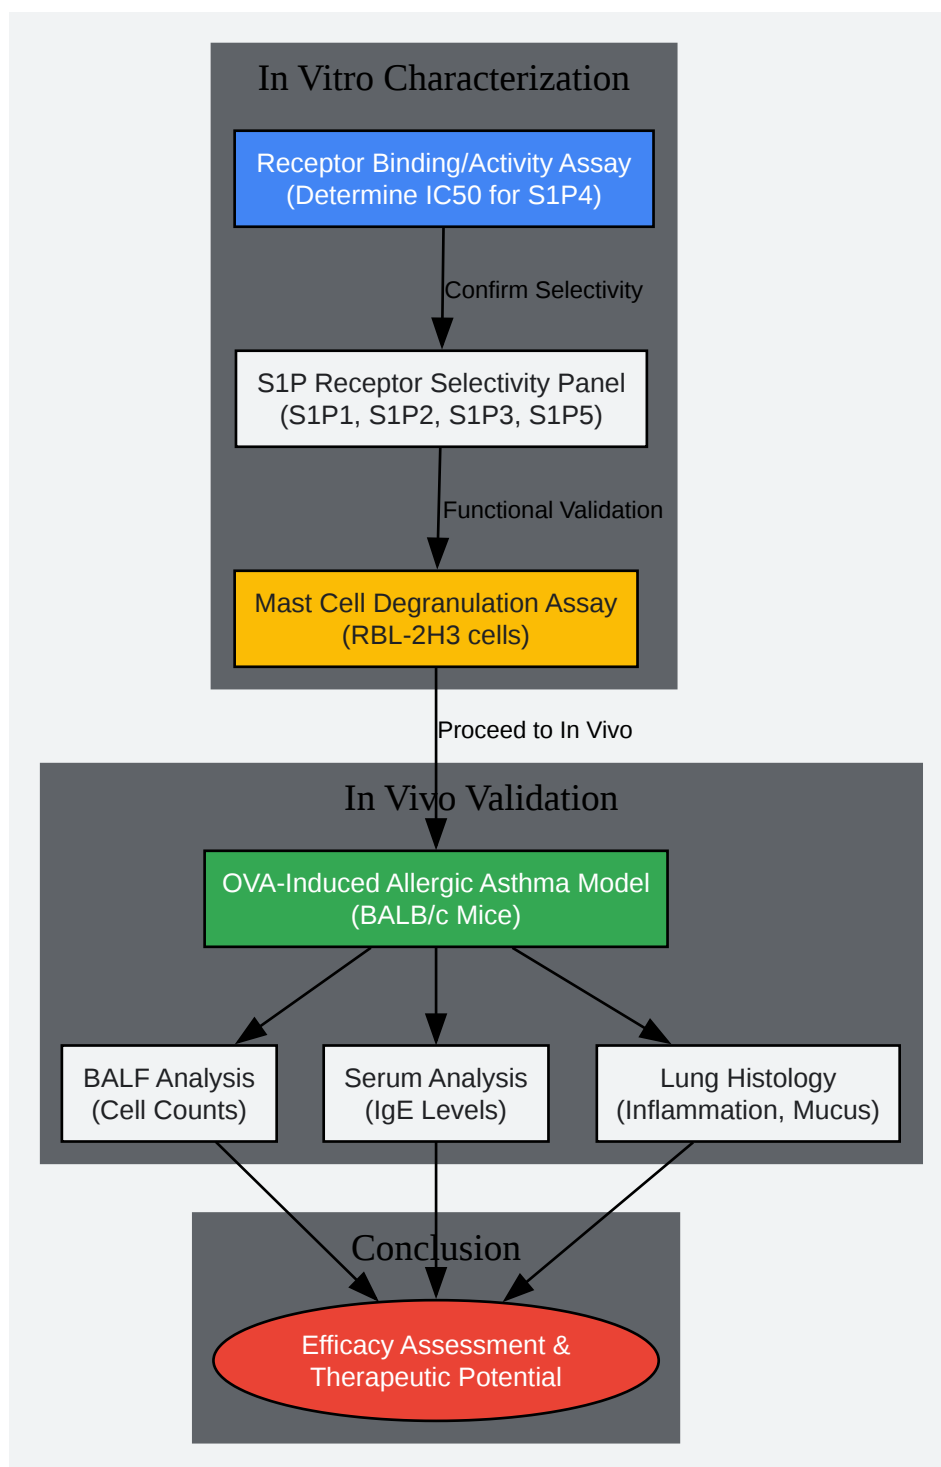 In Vitro Characterization
Receptor Binding/Activity Assay
(Determine IC50 for S1P4)
Confirm Selectivity
S1P Receptor Selectivity Panel
(S1P1, S1P2, S1P3, S1P5)
Functional Validation
Mast Cell Degranulation Assay
(RBL-2H3 cells)
Proceed to In Vivo
In Vivo Validation
OVA-Induced Allergic Asthma Model
(BALB/c Mice)
BALF Analysis
(Cell Counts)
Serum Analysis
(IgE Levels)
Lung Histology
(Inflammation, Mucus)
Conclusion
Efficacy Assessment &
Therapeutic Potential